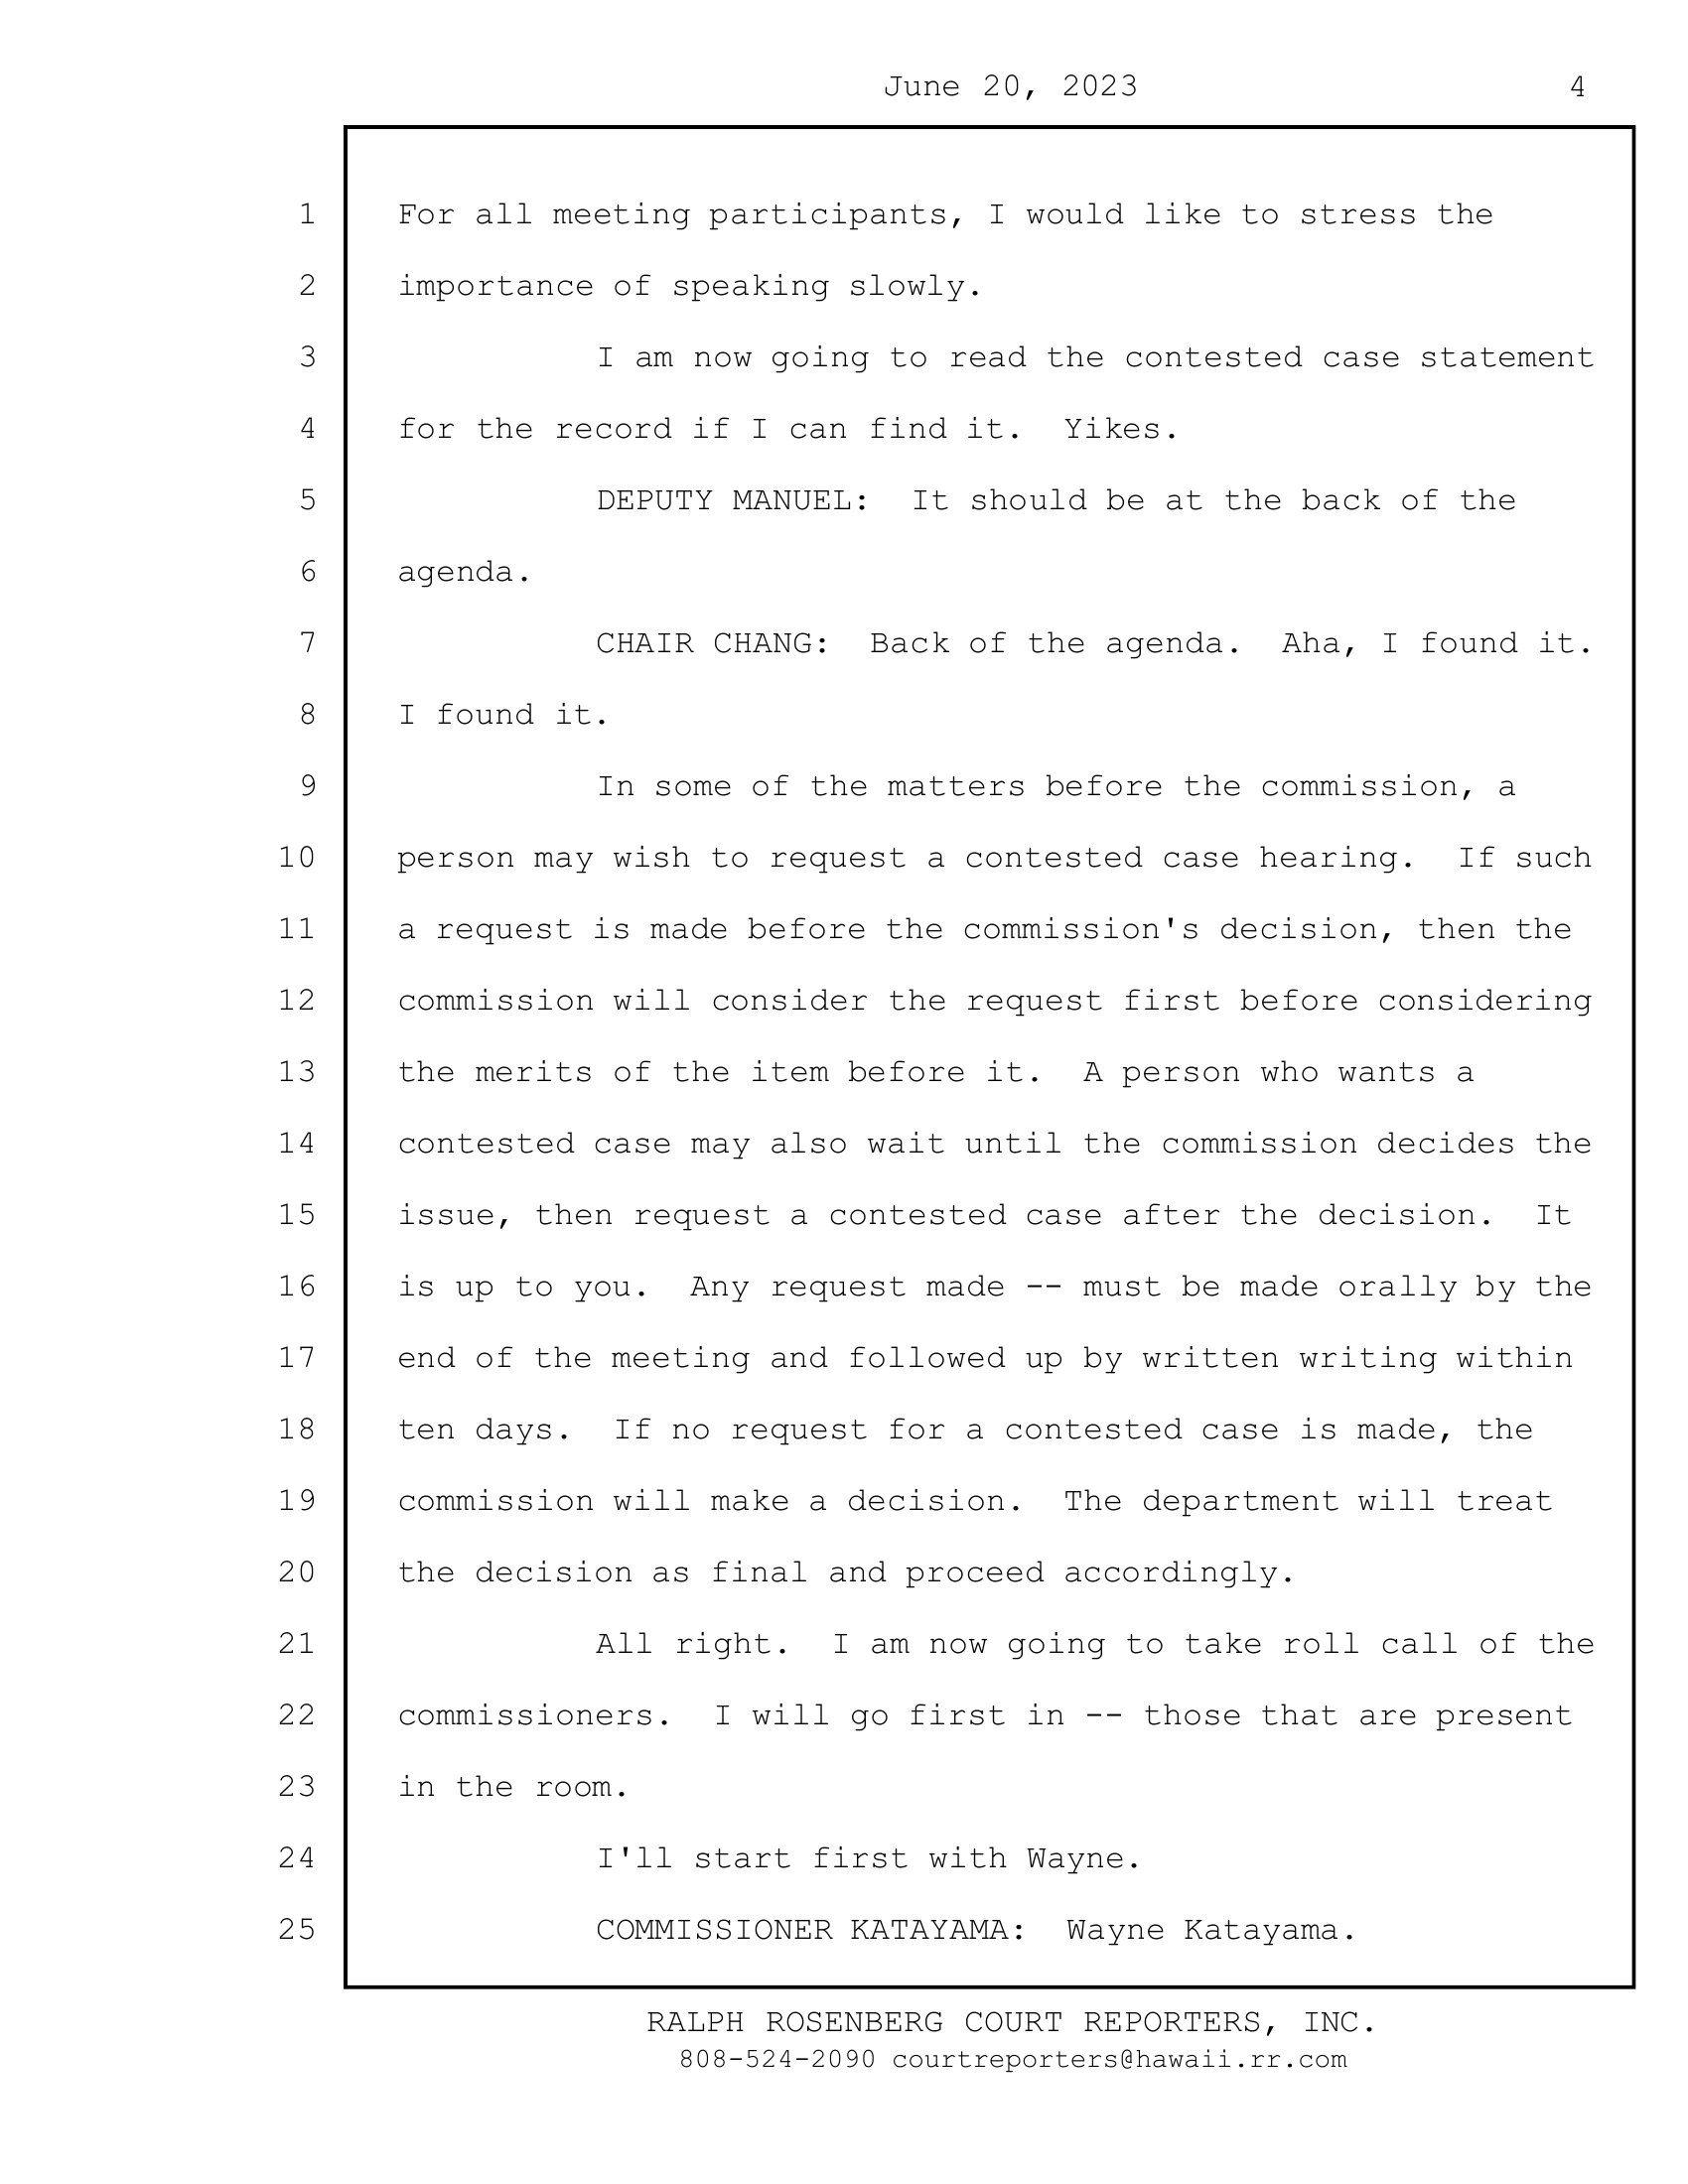 June 20, 2023 4
1 For all meeting participants, I would like to stress the
2 importance of speaking slowly.
3 I am now going to read the contested case statement
4 for the record if I can find it.  Yikes.
5 DEPUTY MANUEL:  It should be at the back of the
6 agenda.
7 CHAIR CHANG:  Back of the agenda.  Aha, I found it.
8 I found it.
9 In some of the matters before the commission, a
10 person may wish to request a contested case hearing.  If such
11 a request is made before the commission's decision, then the
12 commission will consider the request first before considering
13 the merits of the item before it.  A person who wants a
14 contested case may also wait until the commission decides the
15 issue, then request a contested case after the decision.  It
16 is up to you.  Any request made -- must be made orally by the
17 end of the meeting and followed up by written writing within
18 ten days.  If no request for a contested case is made, the
19 commission will make a decision.  The department will treat
20 the decision as final and proceed accordingly.
21 All right.  I am now going to take roll call of the
22 commissioners.  I will go first in -- those that are present
23 in the room.
24 I'll start first with Wayne.
25 COMMISSIONER KATAYAMA:  Wayne Katayama.
RALPH ROSENBERG COURT REPORTERS, INC.
808-524-2090 courtreporters@hawaii.rr.com